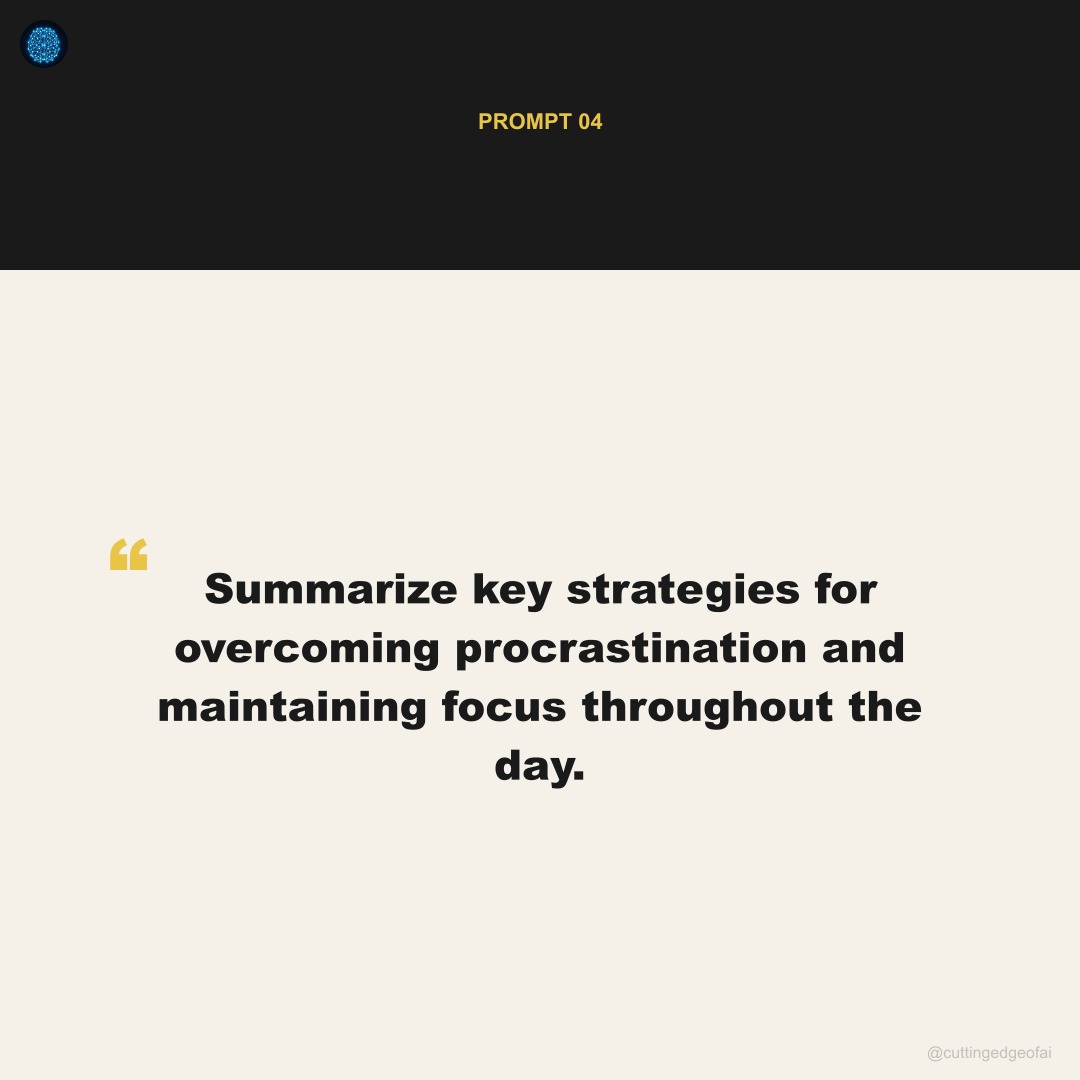 PROMPT 04
“
Summarize key strategies for
overcoming procrastination and
maintaining focus throughout the
day.
@cuttingedgeofai